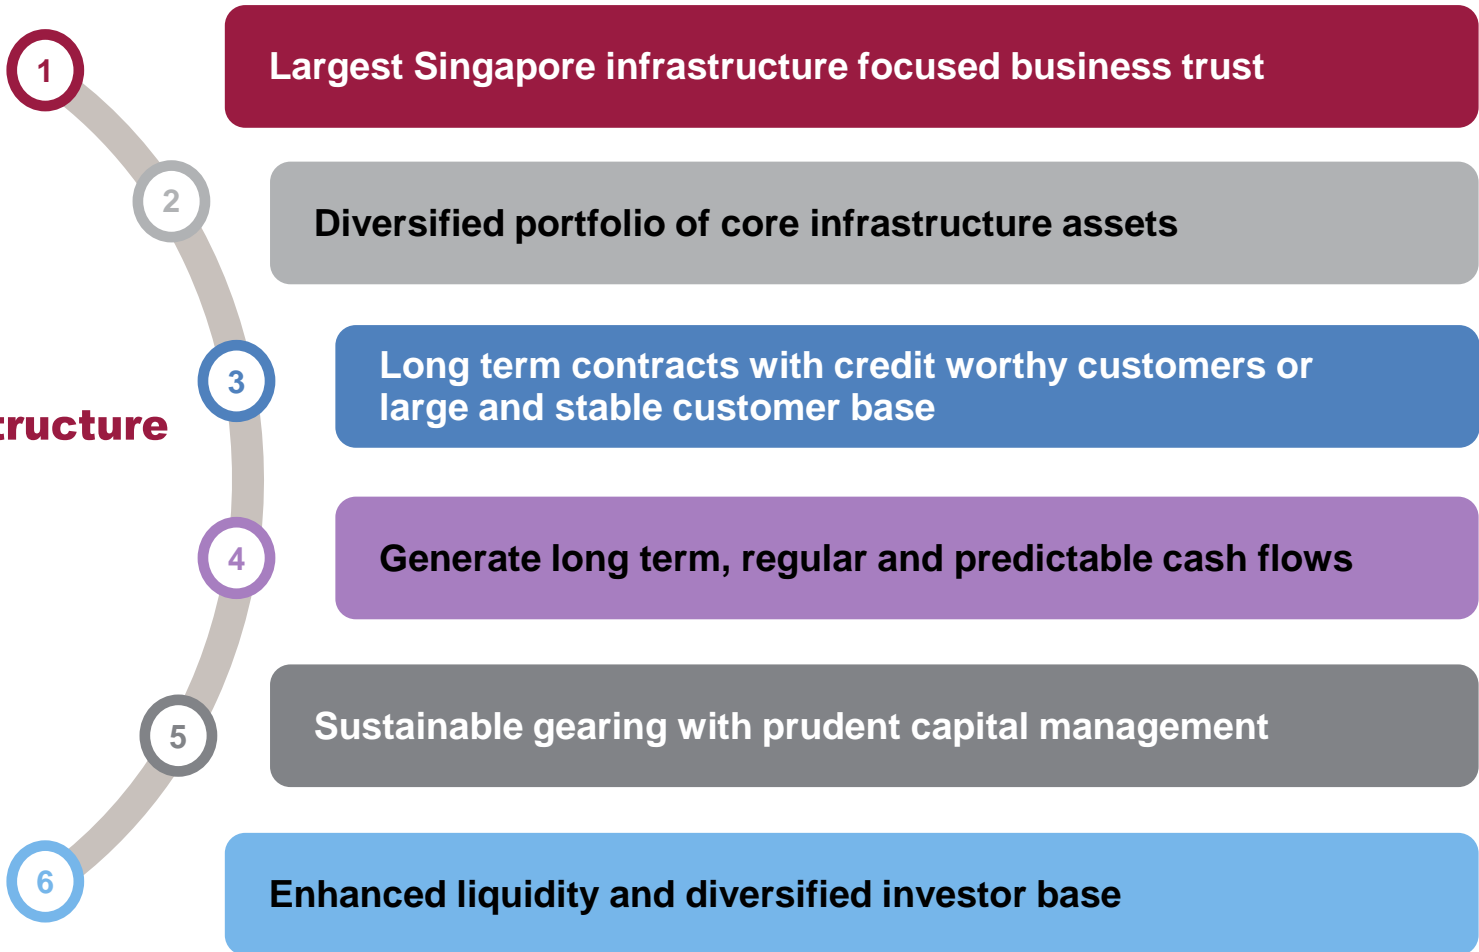 1
Largest Singapore infrastructure focused business trust
2
Diversified portfolio of core infrastructure assets
3
Long term contracts with credit worthy customers or
large and stable customer base
tructure
4
Generate long term, regular and predictable cash flows
5
Sustainable gearing with prudent capital management
6
Enhanced liquidity and diversified investor base